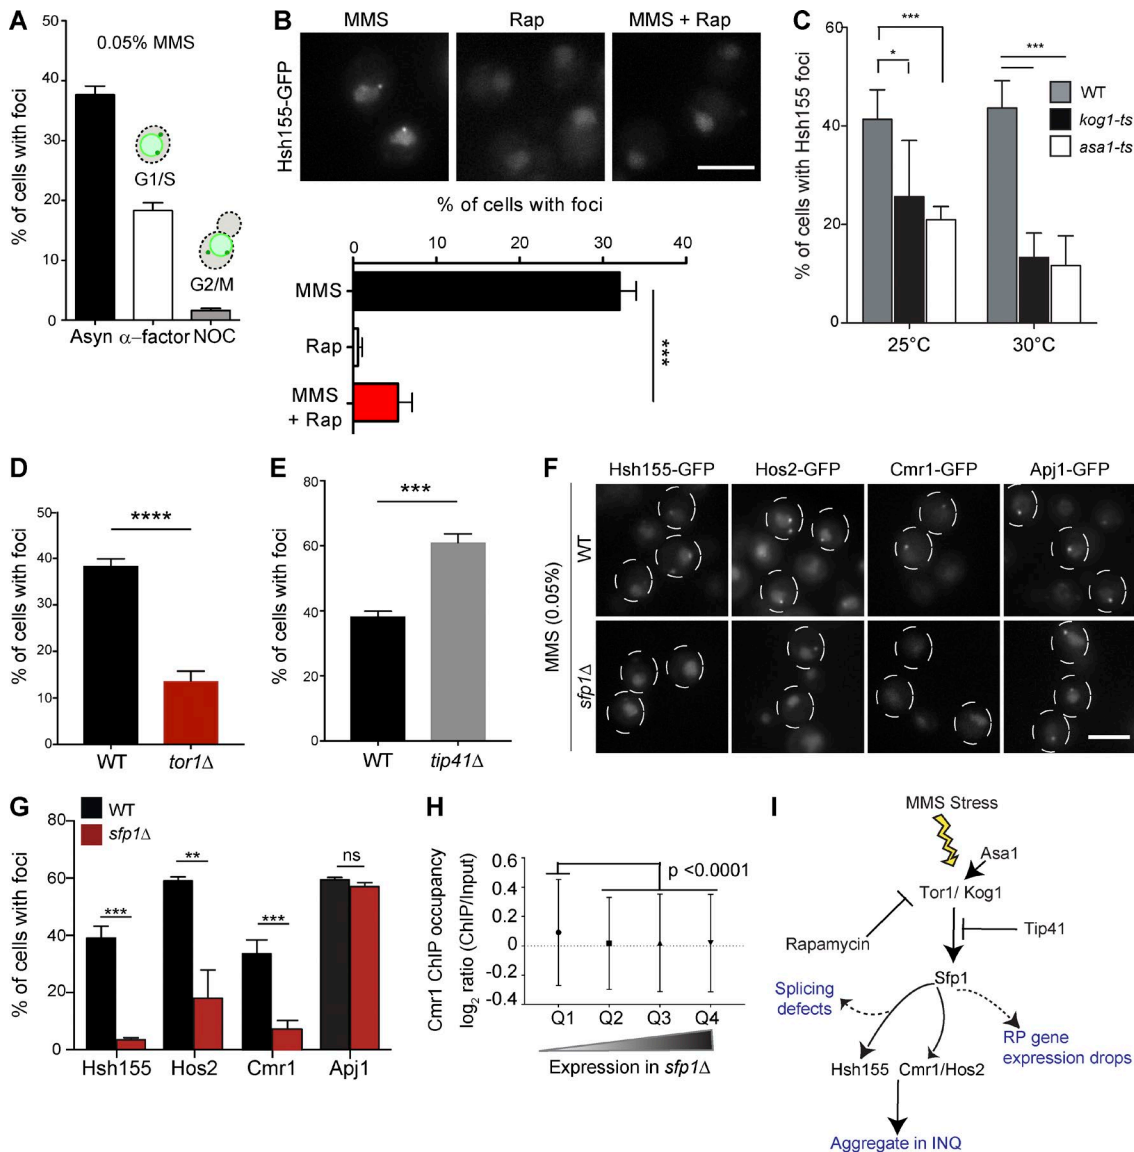 A
% of cells with foci
50
40
30
20
10
0
0.05% MMS
G1/S
G2/M
Asyn α–factor NOC
B
MMS Rap MMS + Rap
Hsh155-GFP
% of cells with foci
0 10 20 30 40
MMS
Rap
MMS
+ Rap
***
C
% of cells with Hsh155 foci
60
40
20
0
***
*
***
WT
kog1-ts
asa1-ts
25°C 30°C
D
% of cells with foci
50
40
30
20
10
0
****
WT tor1Δ
E
% of cells with foci
80
60
40
20
0
***
WT tip41Δ
F
Hsh155-GFP Hos2-GFP Cmr1-GFP Apj1-GFP
MMS (0.05%)
WT
sfp1Δ
G
WT
sfp1Δ
% of cells with foci
80
60
40
20
0
***
**
***
ns
Hsh155 Hos2 Cmr1 Apj1
H
Cmr1 ChIP occupancy
log2 ratio (ChIP/Input)
0.6
0.4
0.2
0
-0.2
-0.4
p <0.0001
Q1 Q2 Q3 Q4
Expression in sfp1Δ
I
MMS Stress
Asa1
Tor1/ Kog1
Rapamycin
Tip41
Sfp1
Splicing
defects
RP gene
expression drops
Hsh155 Cmr1/Hos2
Aggregate in INQ